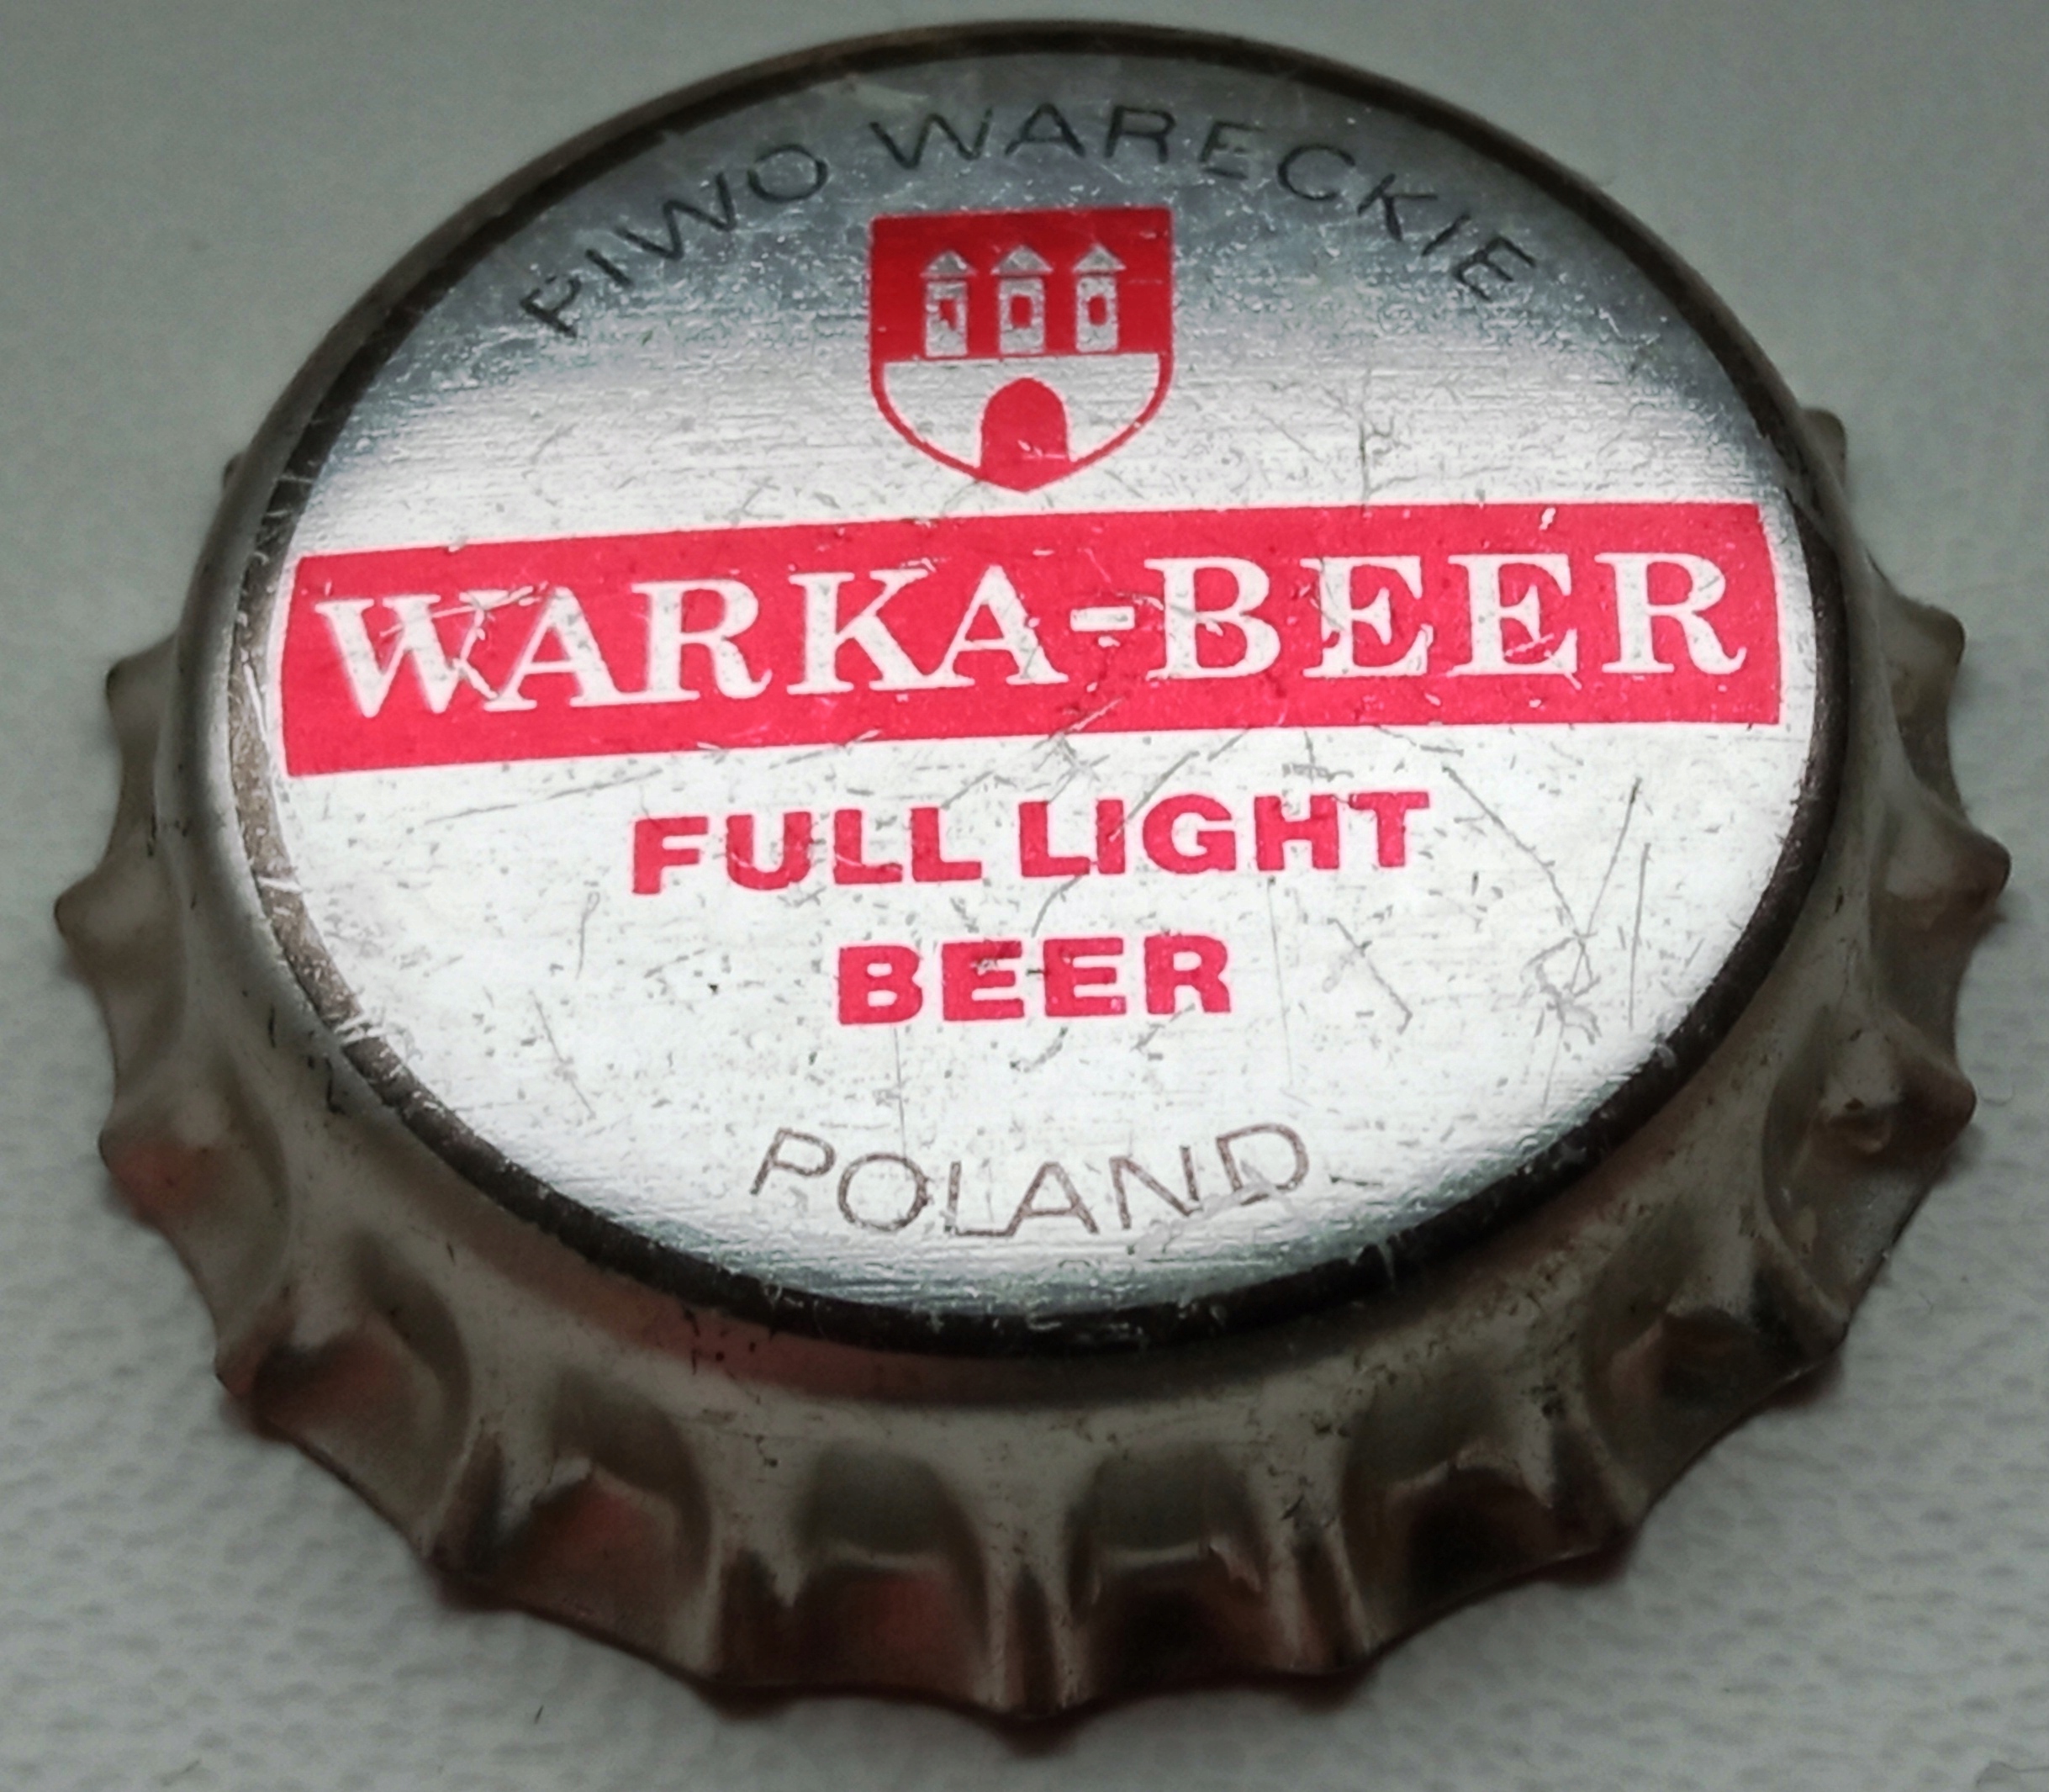 PIWO WARECKIE
WARKA-BEER
FULL LIGHT
BEER
POLAND